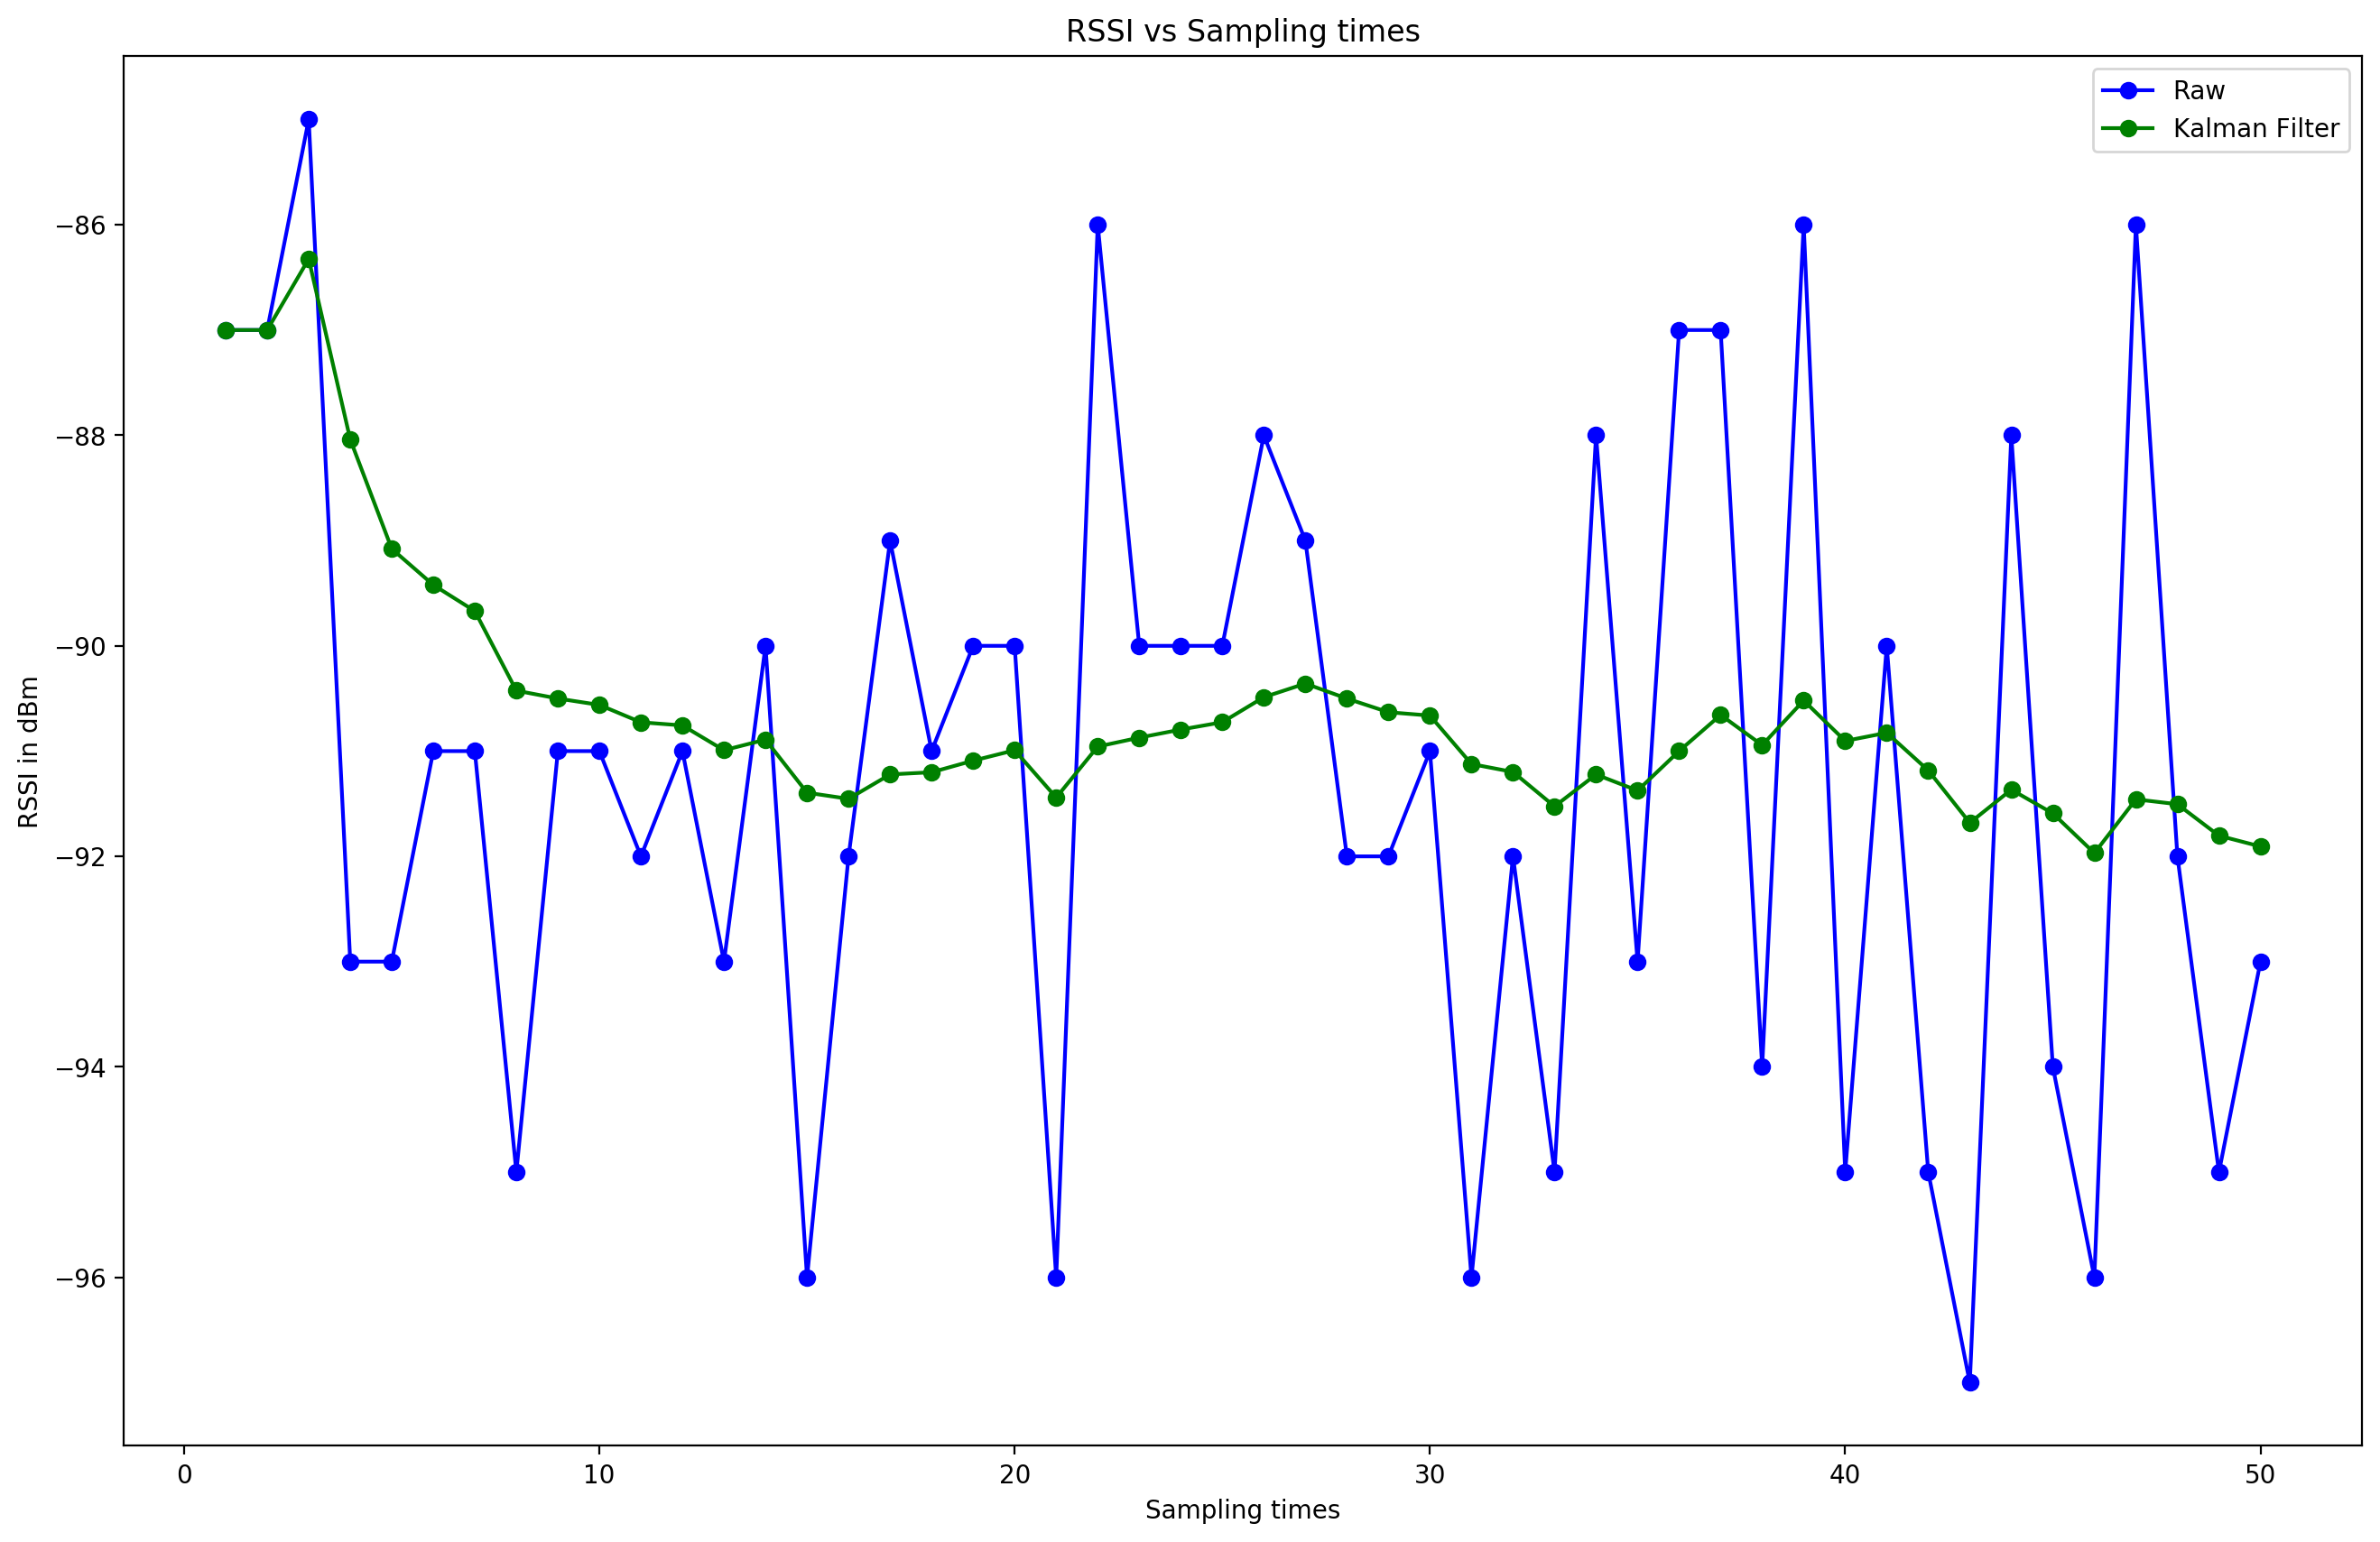 RSSI vs Sampling times
Raw
Kalman Filter
−86
−88
−90
−92
−94
−96
RSSI in dBm
0 10 20 30 40 50
Sampling times